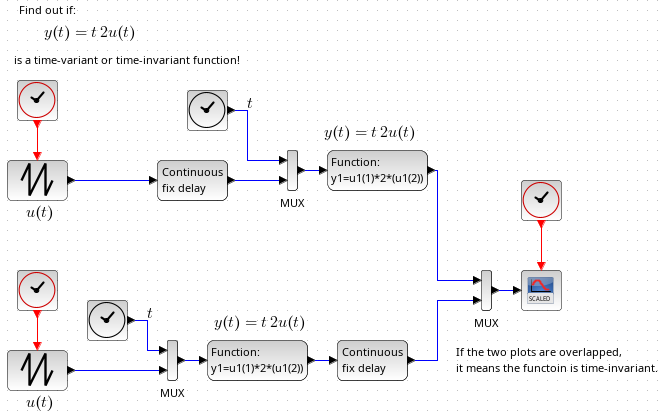 Find out if:
y(t) = t 2u(t)
is a time-variant or time-invariant function!
t
y(t) = t 2u(t)
Continuous
fix delay
Function:
y1=u1(1)*2*(u1(2))
MUX
u(t)
t
y(t) = t 2u(t)
SCALED
MUX
Function:
y1=u1(1)*2*(u1(2))
Continuous
fix delay
If the two plots are overlapped,
it means the functoin is time-invariant.
MUX
u(t)